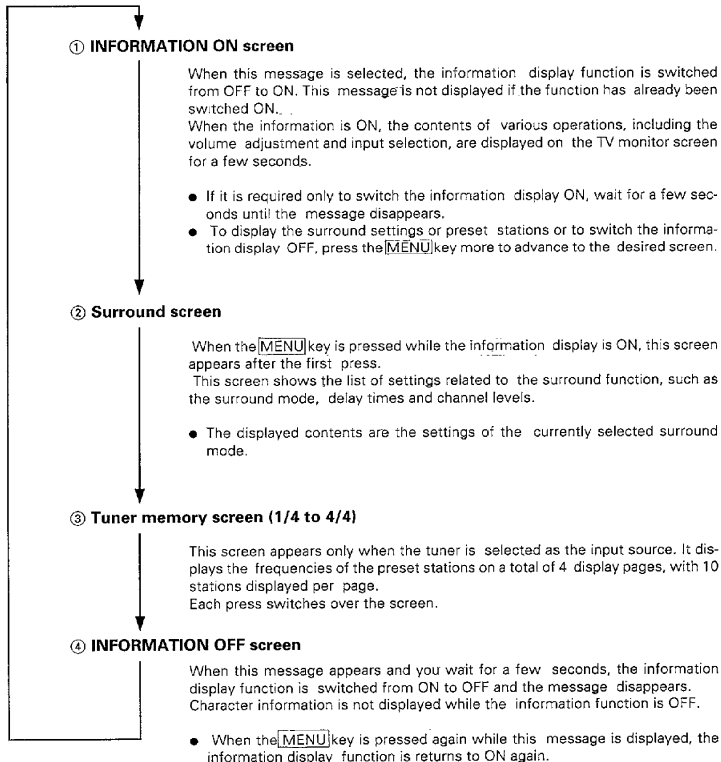 ① INFORMATION ON screen
When this message is selected, the information display function is switched
from OFF to ON. This message is not displayed if the function has already been
switched ON.
When the information is ON, the contents of various operations, including the
volume adjustment and input selection, are displayed on the TV monitor screen
for a few seconds.
● If it is required only to switch the information display ON, wait for a few sec-
onds until the message disappears.
● To display the surround settings or preset stations or to switch the informa-
tion display OFF, press the MENU key more to advance to the desired screen.
② Surround screen
When the MENU key is pressed while the information display is ON, this screen
appears after the first press.
This screen shows the list of settings related to the surround function, such as
the surround mode, delay times and channel levels.
● The displayed contents are the settings of the currently selected surround
mode.
③ Tuner memory screen (1/4 to 4/4)
This screen appears only when the tuner is selected as the input source. It dis-
plays the frequencies of the preset stations on a total of 4 display pages, with 10
stations displayed per page.
Each press switches over the screen.
④ INFORMATION OFF screen
When this message appears and you wait for a few seconds, the information
display function is switched from ON to OFF and the message disappears.
Character information is not displayed while the information function is OFF.
● When the MENU key is pressed again while this message is displayed, the
information display function is returns to ON again.